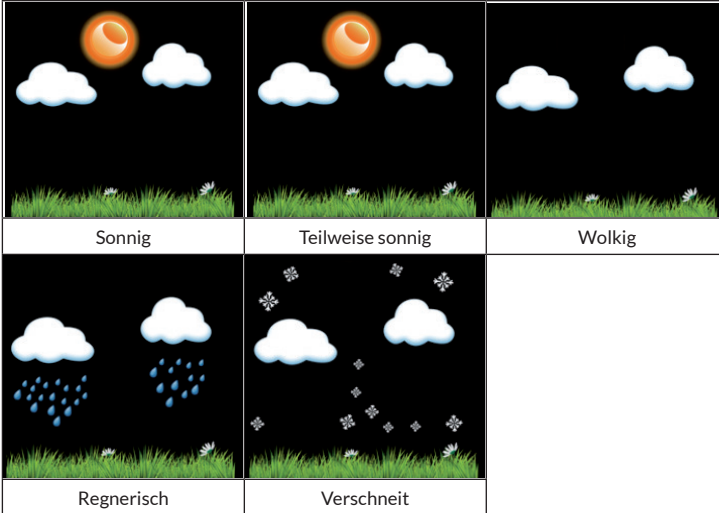 Sonnig
Teilweise sonnig
Wolkig
Regnerisch
Verschneit